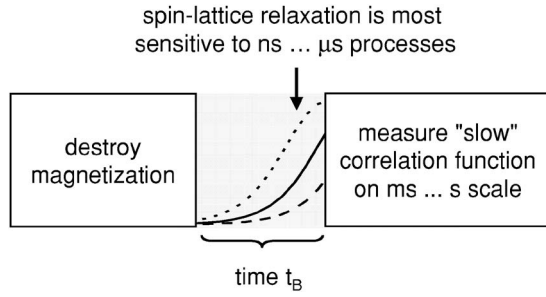 spin-lattice relaxation is most
sensitive to ns ... μs processes
destroy
magnetization
measure "slow"
correlation function
on ms ... s scale
time t_B